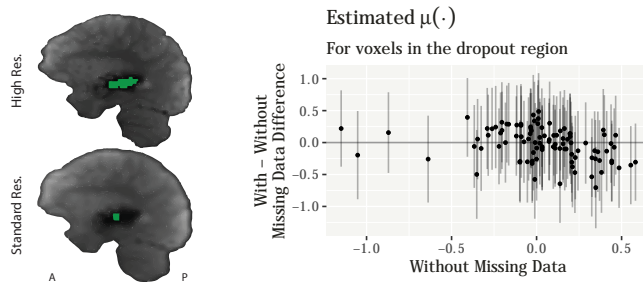 High Res.
Standard Res.
A
P
Estimated μ(·)
For voxels in the dropout region
With – Without
Missing Data Difference
1.0
0.5
0.0
−0.5
−1.0
−1.0
−0.5
0.0
0.5
Without Missing Data